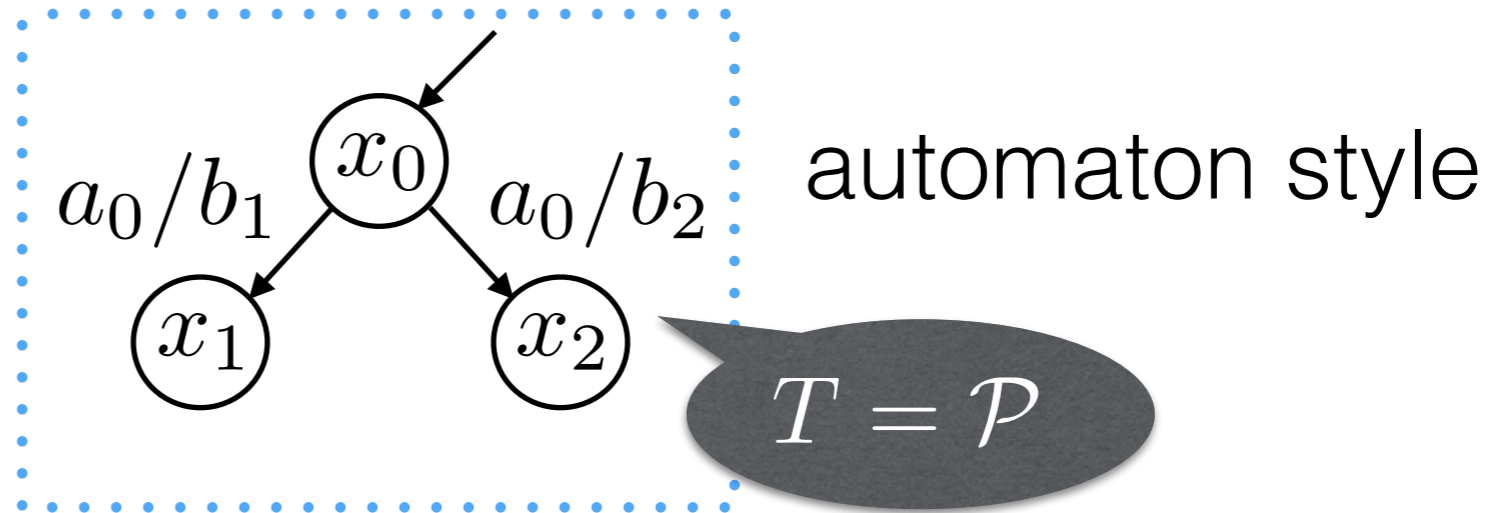 x₀
automaton style
a₀/b₁
a₀/b₂
x₁
x₂
T = 𝒫